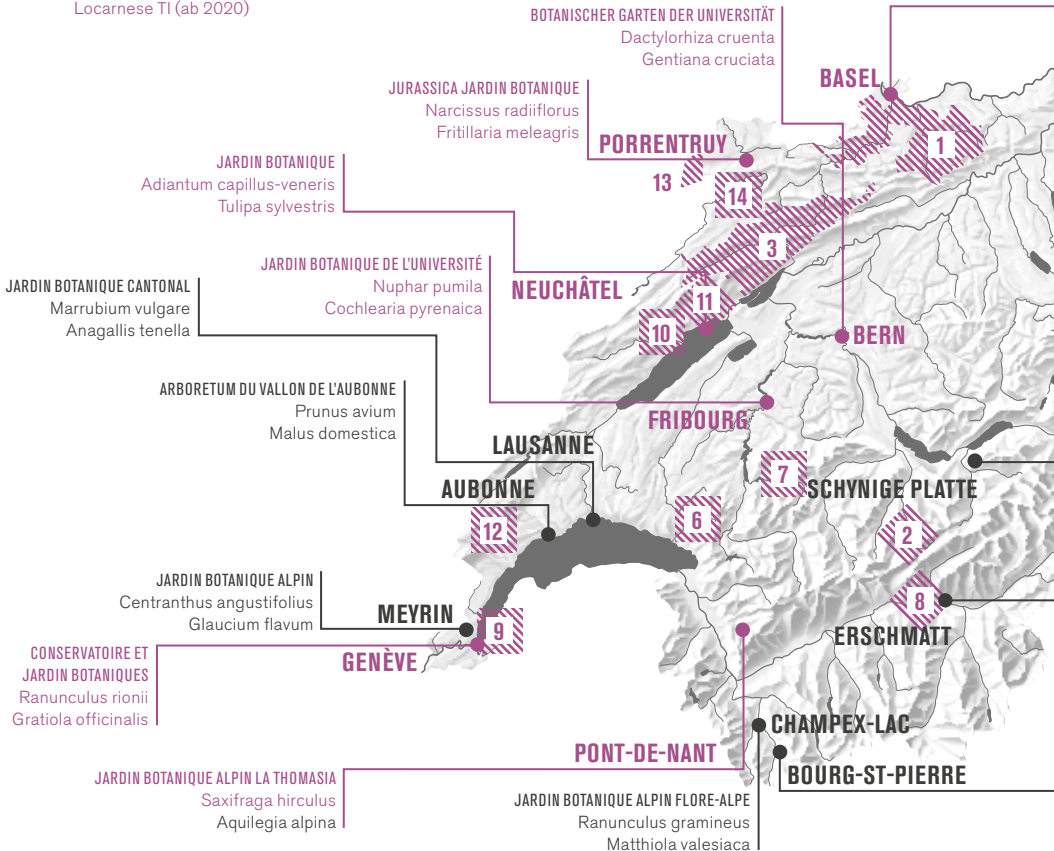 Locarnese TI (ab 2020)
BOTANISCHER GARTEN DER UNIVERSITÄT
Dactylorhiza cruenta
Gentiana cruciata
BASEL
JURASSICA JARDIN BOTANIQUE
Narcissus radiiflorus
Fritillaria meleagris
PORRENTRUY
1
13
14
JARDIN BOTANIQUE
Adiantum capillus-veneris
Tulipa sylvestris
3
JARDIN BOTANIQUE DE L'UNIVERSITÉ
Nuphar pumila
Cochlearia pyrenaica
NEUCHÂTEL
11
10
JARDIN BOTANIQUE CANTONAL
Marrubium vulgare
Anagallis tenella
BERN
ARBORETUM DU VALLON DE L'AUBONNE
Prunus avium
Malus domestica
FRIBOURG
LAUSANNE
7
AUBONNE
SCHYNIGE PLATTE
12
6
2
JARDIN BOTANIQUE ALPIN
Centranthus angustifolius
Glaucium flavum
MEYRIN
9
8
ERSCHMATT
CONSERVATOIRE ET
JARDIN BOTANIQUES
Ranunculus rionii
Gratiola officinalis
GENÈVE
CHAMPEX-LAC
PONT-DE-NANT
BOURG-ST-PIERRE
JARDIN BOTANIQUE ALPIN LA THOMASIA
Saxifraga hirculus
Aquilegia alpina
JARDIN BOTANIQUE ALPIN FLORE-ALPE
Ranunculus gramineus
Matthiola valesiaca